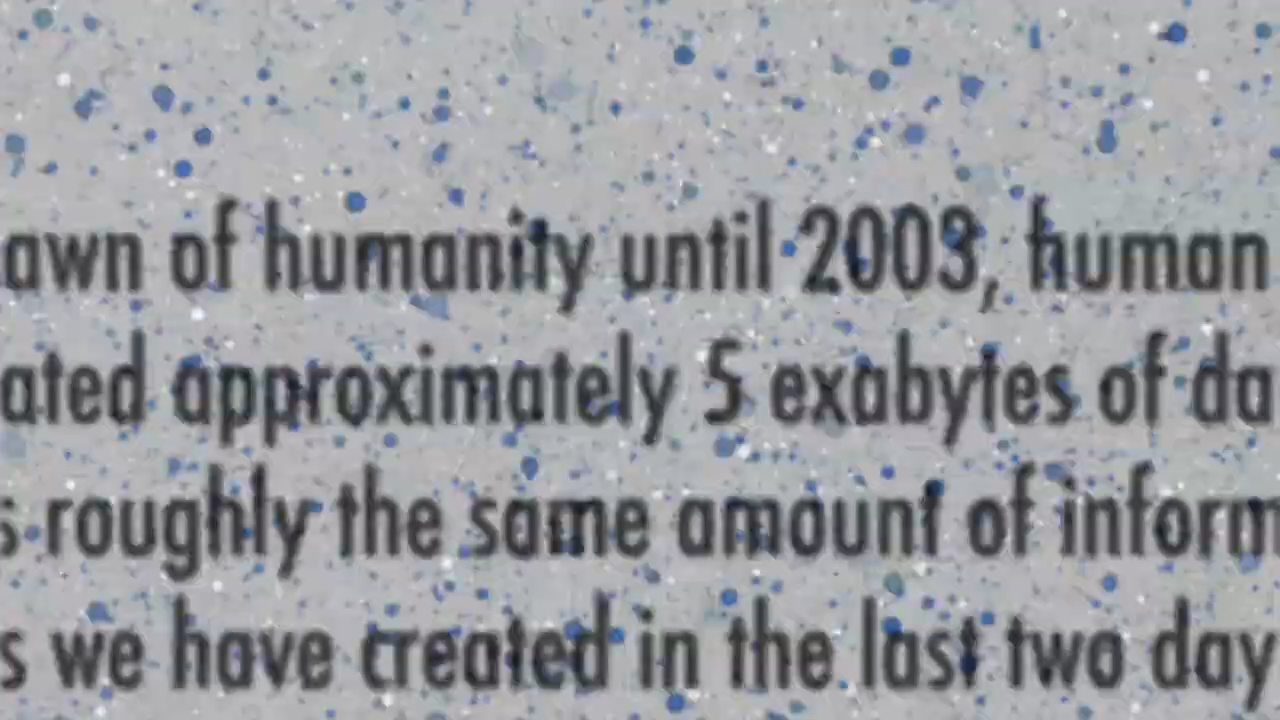 awn of humanity until 2003, human
ated approximately 5 exabytes of da
s roughly the same amount of inform
s we have created in the last two day